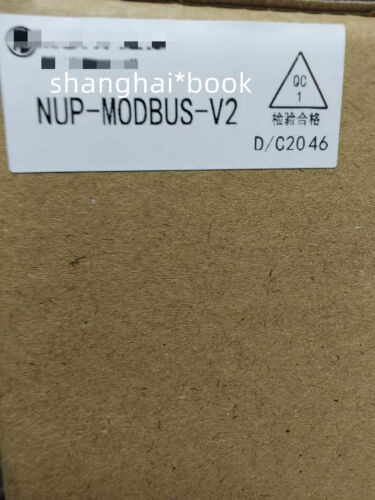 shanghai*book
NUP-MODBUS-V2
QC
1
检验合格
D/C2046